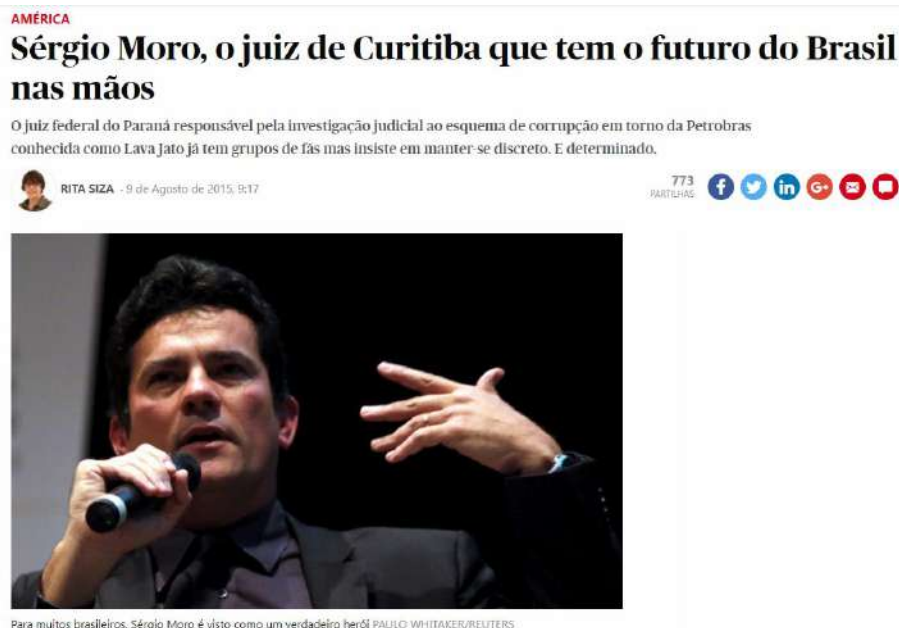 AMÉRICA
Sérgio Moro, o juiz de Curitiba que tem o futuro do Brasil
nas mãos
O juiz federal do Paraná responsável pela investigação judicial ao esquema de corrupção em torno da Petrobras
conhecida como Lava Jato já tem grupos de fãs mas insiste em manter-se discreto. E determinado.
RITA SIZA - 9 de Agosto de 2015, 9:17
773
PARTILHAS
f in G+
Para muitos brasileiros, Sérgio Moro é visto como um verdadeiro herói PAULO WHITAKER/REUTERS